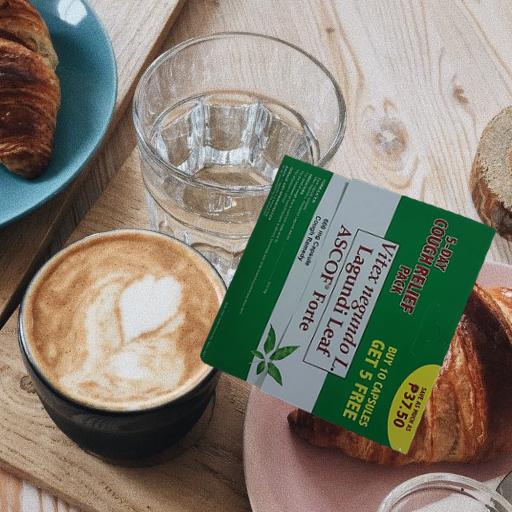 5-DAY
COUGH RELIEF
PACK
Vitex negundo L.
Lagundi Leaf
ASCOF® Forte
600 mg Capsule
Cough Remedy
BUY 10 CAPSULES
GET 5 FREE
SAVE AS MUCH AS
₱37.50